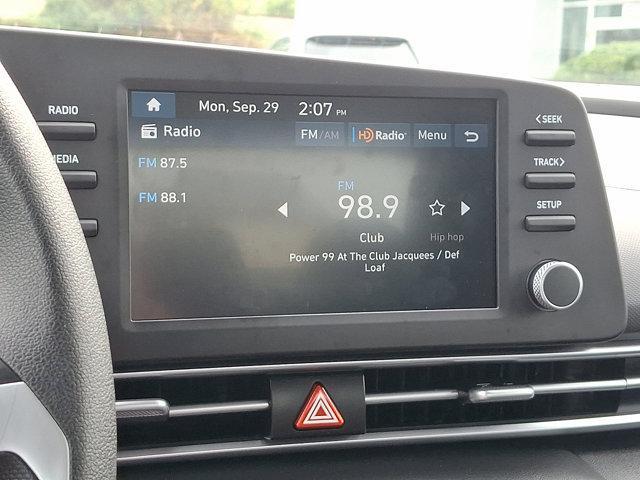 RADIO
MEDIA
Mon, Sep. 29 2:07 PM
Radio FM/AM HD Radio Menu
FM 87.5
FM 88.1
FM
98.9
Club Hip hop
Power 99 At The Club Jacquees / Def
Loaf
< SEEK
TRACK >
SETUP